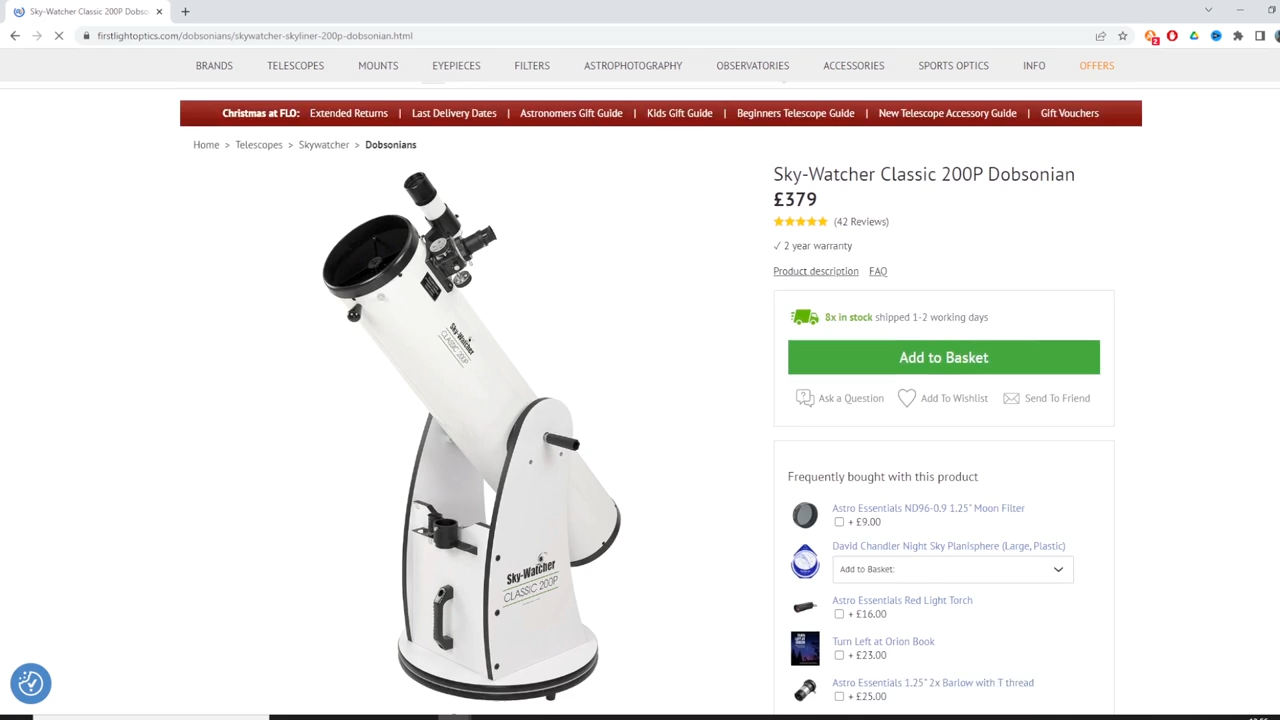 Sky-Watcher Classic 200P Dobso
firstlightoptics.com/dobsonians/skywatcher-skyliner-200p-dobsonian.html
2
BRANDS TELESCOPES MOUNTS EYEPIECES FILTERS ASTROPHOTOGRAPHY OBSERVATORIES ACCESSORIES SPORTS OPTICS INFO OFFERS
Christmas at FLO: Extended Returns | Last Delivery Dates | Astronomers Gift Guide | Kids Gift Guide | Beginners Telescope Guide | New Telescope Accessory Guide | Gift Vouchers
Home > Telescopes > Skywatcher > Dobsonians
Sky-Watcher Classic 200P Dobsonian
£379
(42 Reviews)
✓ 2 year warranty
Product description FAQ
8x in stock shipped 1-2 working days
Add to Basket
Ask a Question Add To Wishlist Send To Friend
Frequently bought with this product
Astro Essentials ND96-0.9 1.25" Moon Filter
+ £9.00
David Chandler Night Sky Planisphere (Large, Plastic)
Add to Basket:
Astro Essentials Red Light Torch
+ £16.00
Turn Left at Orion Book
+ £23.00
Astro Essentials 1.25" 2x Barlow with T thread
+ £25.00
Sky-Watcher
CLASSIC 200P
Sky-Watcher
CLASSIC 200P